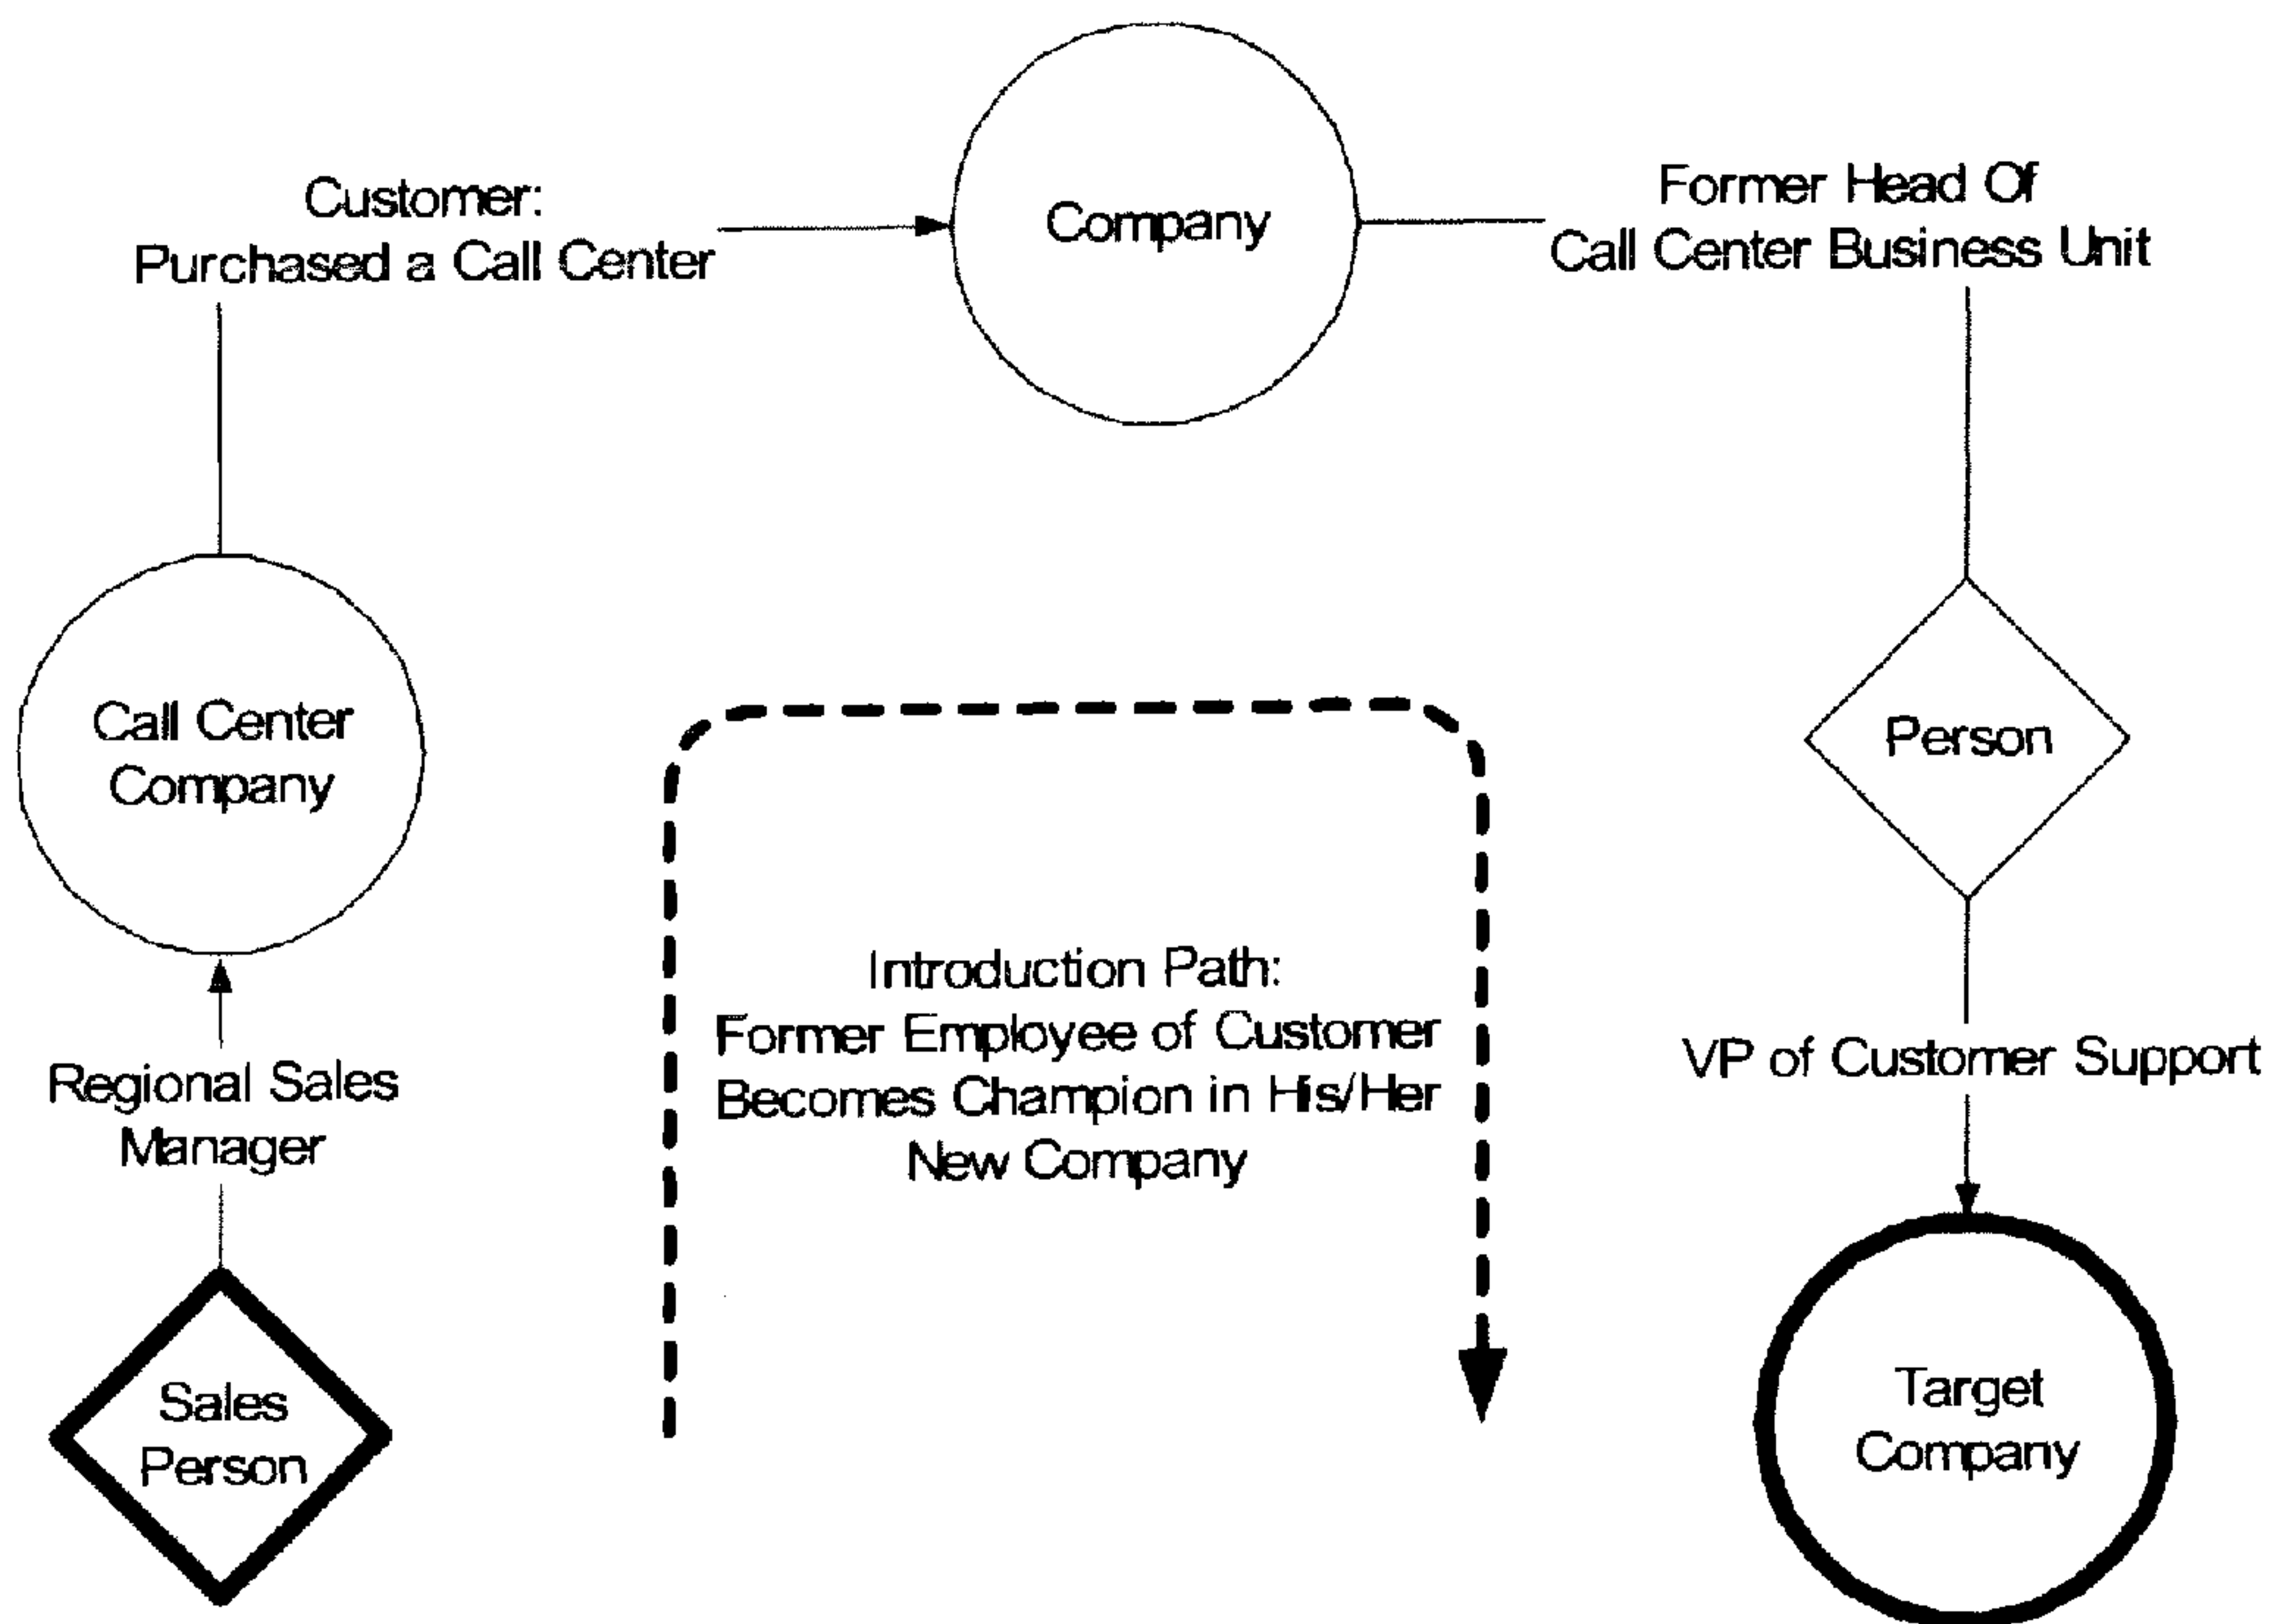 Customer:
Purchased a Call Center
Company
Former Head Of
Call Center Business Unit
Call Center
Company
Person
Introduction Path:
Former Employee of Customer
Becomes Champion in His/Her
New Company
Regional Sales
Manager
VP of Customer Support
Sales
Person
Target
Company